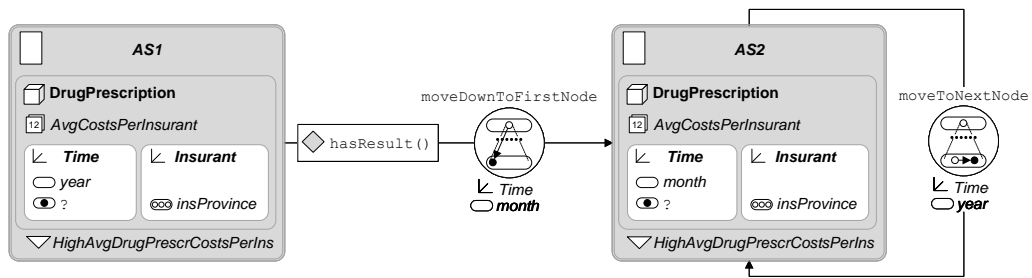 AS1
DrugPrescription
12 AvgCostsPerInsurant
Time
year
?
Insurant
insProvince
HighAvgDrugPrescrCostsPerIns
hasResult()
moveDownToFirstNode
Time
month
AS2
DrugPrescription
12 AvgCostsPerInsurant
Time
month
?
Insurant
insProvince
HighAvgDrugPrescrCostsPerIns
moveToNextNode
Time
year